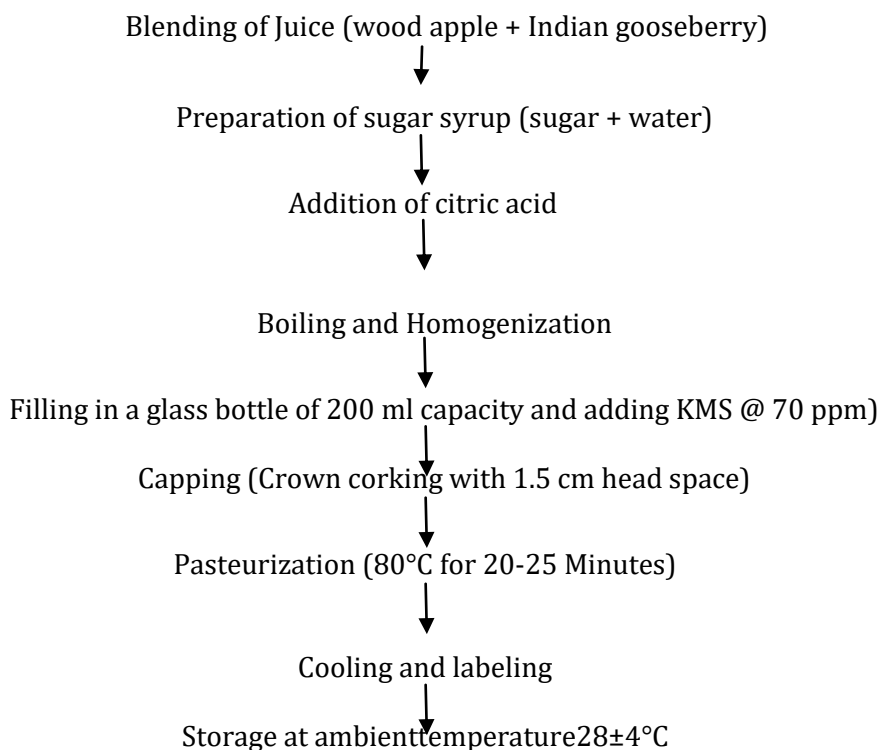 Blending of Juice (wood apple + Indian gooseberry)
Preparation of sugar syrup (sugar + water)
Addition of citric acid
Boiling and Homogenization
Filling in a glass bottle of 200 ml capacity and adding KMS @ 70 ppm)
Capping (Crown corking with 1.5 cm head space)
Pasteurization (80°C for 20-25 Minutes)
Cooling and labeling
Storage at ambienttemperature28±4°C